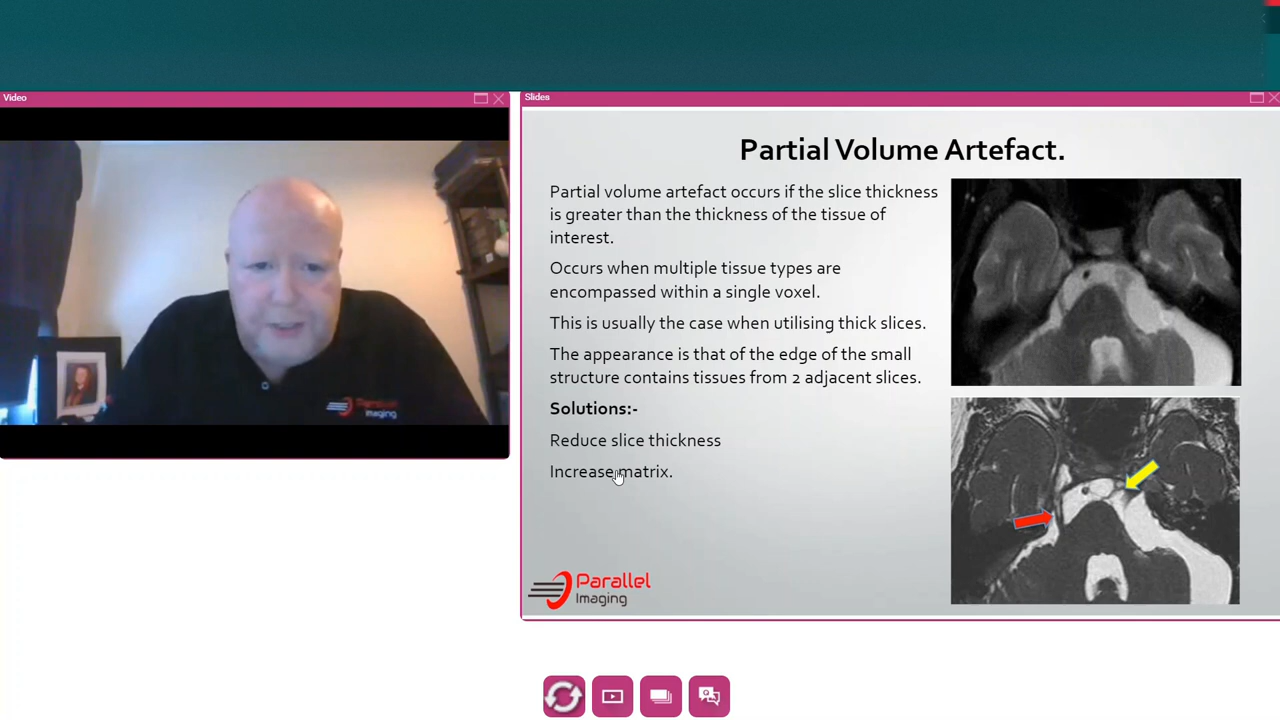 Video
Slides
Partial Volume Artefact.
Partial volume artefact occurs if the slice thickness
is greater than the thickness of the tissue of
interest.
Occurs when multiple tissue types are
encompassed within a single voxel.
This is usually the case when utilising thick slices.
The appearance is that of the edge of the small
structure contains tissues from 2 adjacent slices.
Solutions:-
Reduce slice thickness
Increase matrix.
Parallel
Imaging
Parallel
Imaging